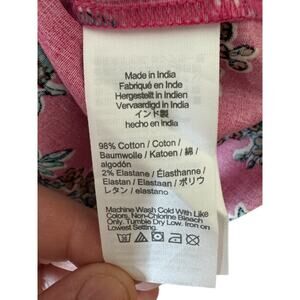 Made in India
Fabriqué en Inde
Hergestellt in Indien
Vervaardigd in India
インド製
hecho en India
98% Cotton / Coton /
Baumwolle / Katoen / 綿 /
algodón
2% Elastane / Élasthanne /
Elastan / Elastaan / ポリウ
レタン / elastano
Machine Wash Cold With Like
Colors, Non-Chlorine Bleach
Only. Tumble Dry Low. Iron on
Lowest Setting.